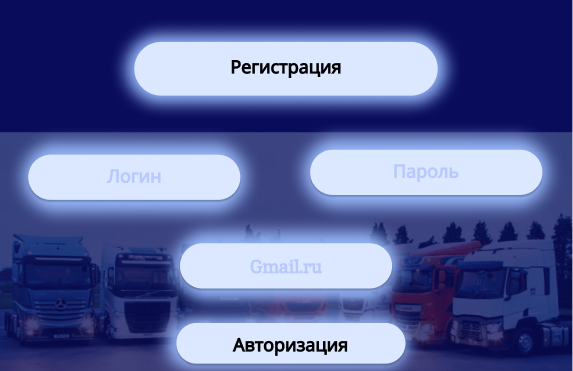 Регистрация
Логин
Пароль
Gmail.ru
Авторизация